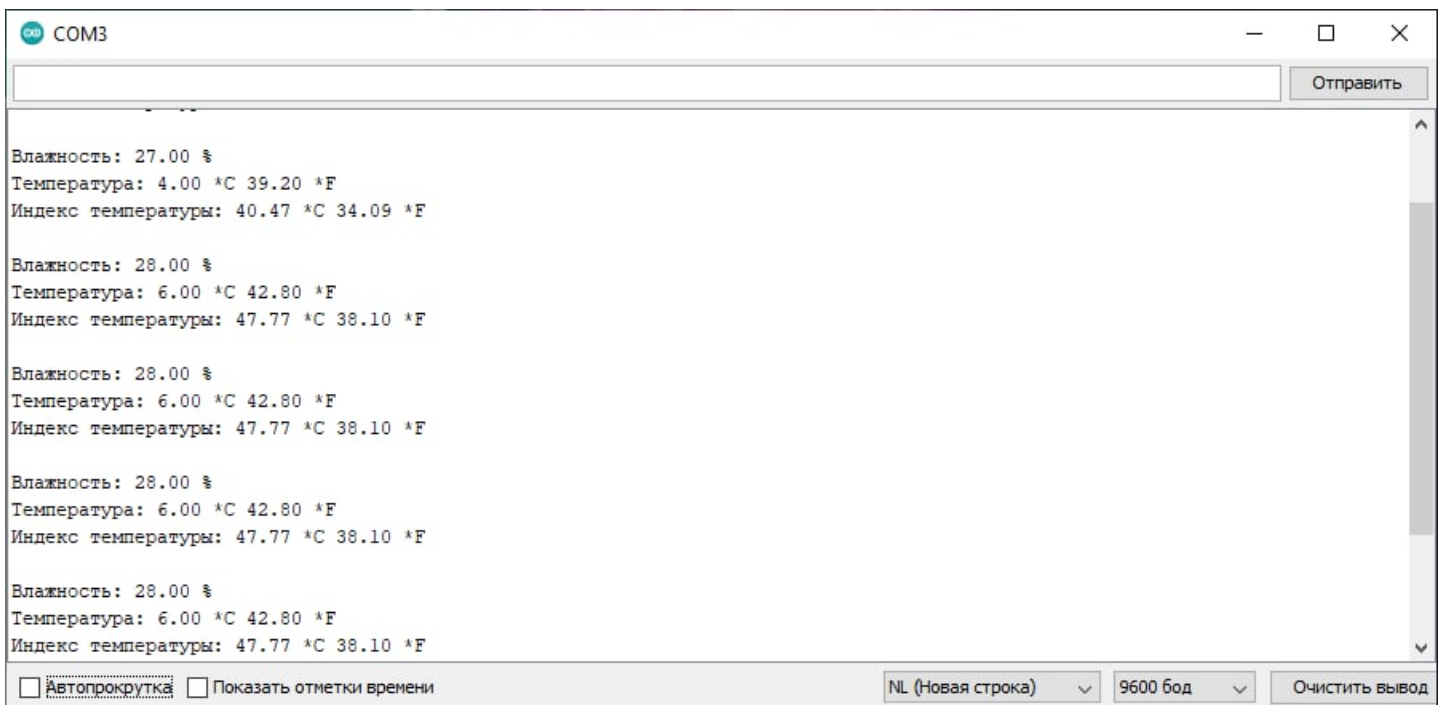 COM3
Отправить
Влажность: 27.00 %
Температура: 4.00 *C 39.20 *F
Индекс температуры: 40.47 *C 34.09 *F
Влажность: 28.00 %
Температура: 6.00 *C 42.80 *F
Индекс температуры: 47.77 *C 38.10 *F
Влажность: 28.00 %
Температура: 6.00 *C 42.80 *F
Индекс температуры: 47.77 *C 38.10 *F
Влажность: 28.00 %
Температура: 6.00 *C 42.80 *F
Индекс температуры: 47.77 *C 38.10 *F
Влажность: 28.00 %
Температура: 6.00 *C 42.80 *F
Индекс температуры: 47.77 *C 38.10 *F
Автопрокрутка Показать отметки времени NL (Новая строка) 9600 бод Очистить вывод